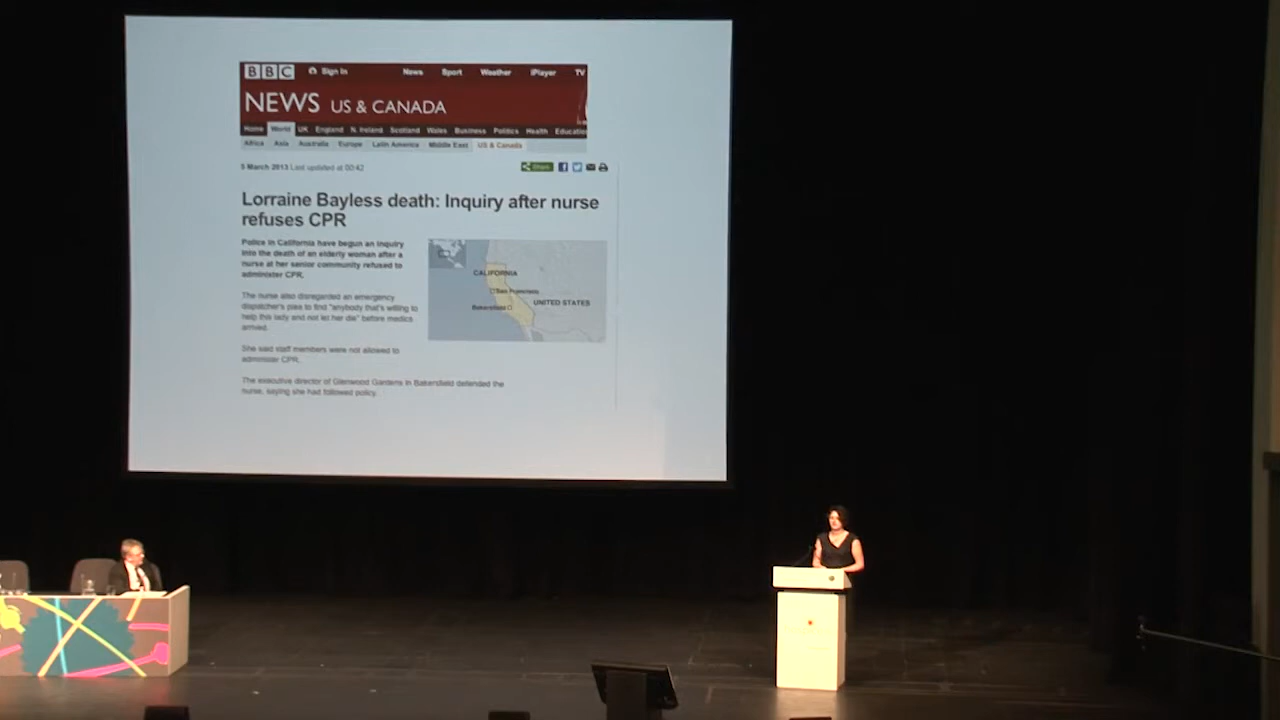 BBC Sign in News Sport Weather iPlayer TV
NEWS US & CANADA
Home World UK England N. Ireland Scotland Wales Business Politics Health Education
Africa Asia Australia Europe Latin America Middle East US & Canada
5 March 2013 Last updated at 00:42
Share
Lorraine Bayless death: Inquiry after nurse
refuses CPR
Police in California have begun an inquiry
into the death of an elderly woman after a
nurse at her senior community refused to
administer CPR.
The nurse also disregarded an emergency
dispatcher's plea to find "anybody that's willing to
help this lady and not let her die" before medics
arrived.
She said staff members were not allowed to
administer CPR.
The executive director of Glenwood Gardens in Bakersfield defended the
nurse, saying she had followed policy.
CALIFORNIA
San Francisco
UNITED STATES
Bakersfield